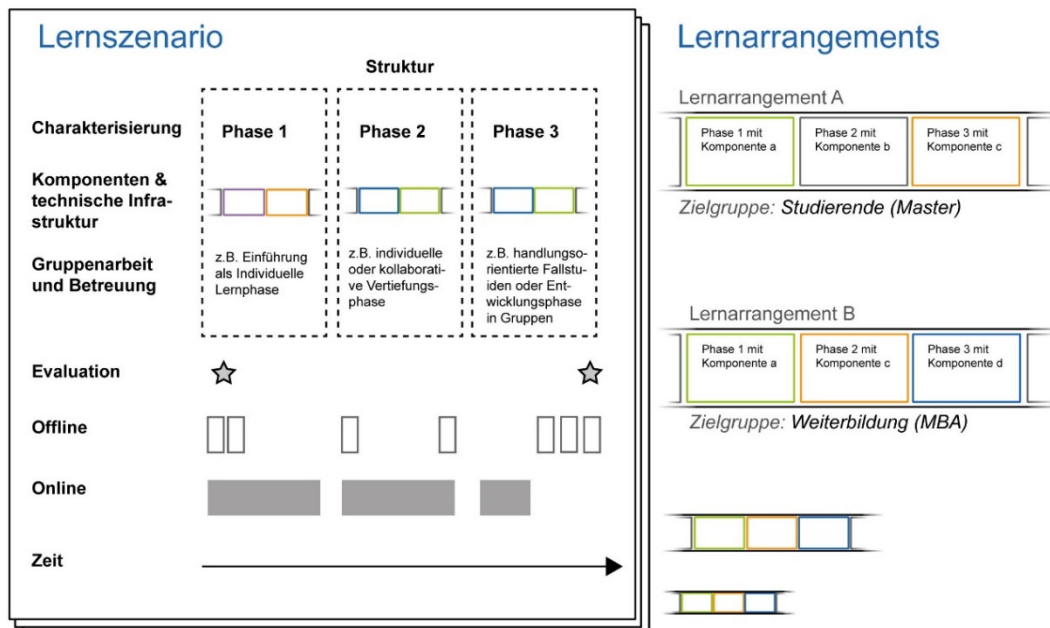 Lernszenario
Struktur
Charakterisierung
Phase 1
Phase 2
Phase 3
Komponenten &
technische Infra-
struktur
Gruppenarbeit
und Betreuung
z.B. Einführung
als Individuelle
Lernphase
z.B. individuelle
oder kollaborati-
ve Vertiefungs-
phase
z.B. handlungso-
rientierte Fallstu-
iden oder Ent-
wicklungsphase
in Gruppen
Evaluation
Offline
Online
Zeit
Lernarrangements
Lernarrangement A
Phase 1 mit
Komponente a
Phase 2 mit
Komponente b
Phase 3 mit
Komponente c
Zielgruppe: Studierende (Master)
Lernarrangement B
Phase 1 mit
Komponente a
Phase 2 mit
Komponente c
Phase 3 mit
Komponente d
Zielgruppe: Weiterbildung (MBA)